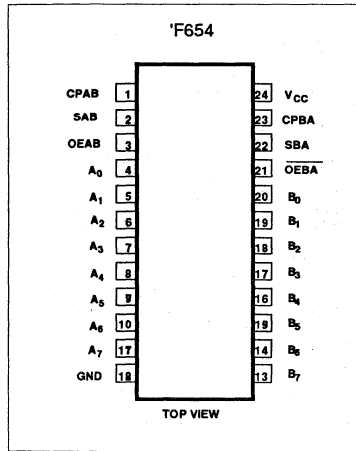 'F654
CPAB 1 24 VCC
SAB 2 23 CPBA
OEAB 3 22 SBA
A0 4 21 OEBA
A1 5 20 B0
A2 6 19 B1
A3 7 18 B2
A4 8 17 B3
A5 9 16 B4
A6 10 19 B5
A7 17 14 B6
GND 18 13 B7
TOP VIEW